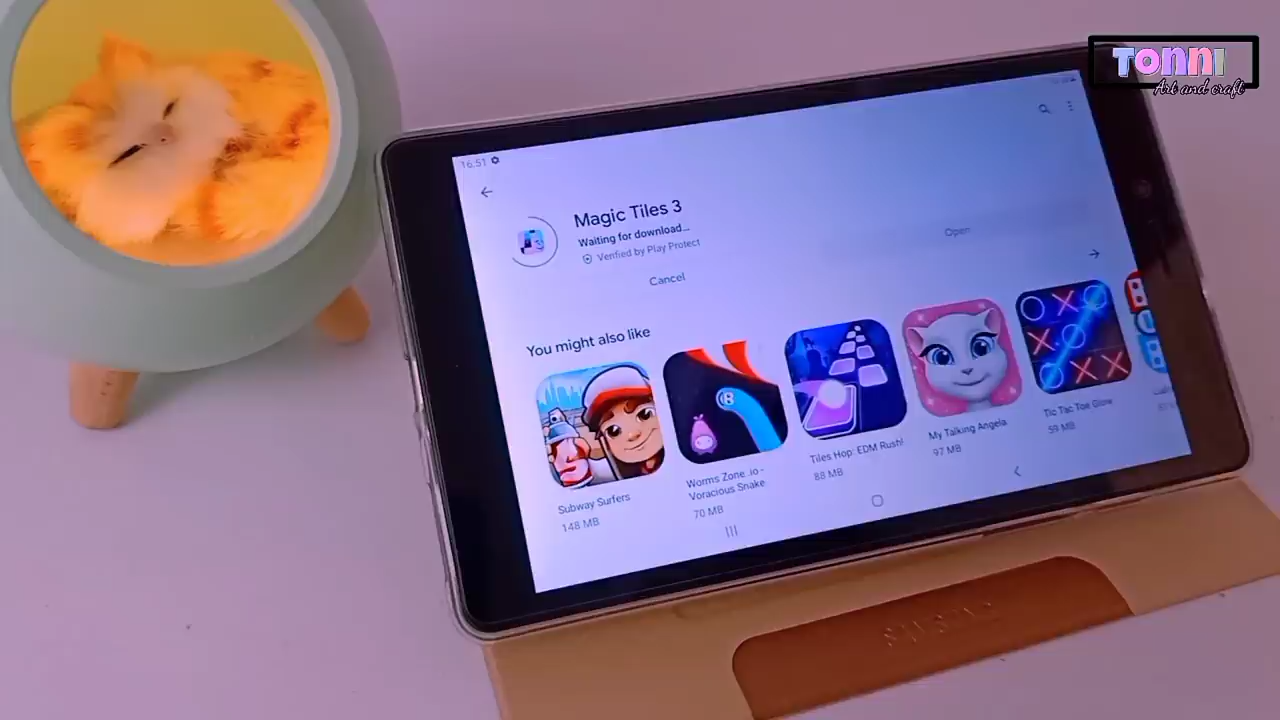 TONNI
Art and craft
16.51
Magic Tiles 3
Waiting for download...
Verified by Play Protect
Cancel
Open
You might also like
Subway Surfers
148 MB
Worms Zone .io -
Voracious Snake
70 MB
Tiles Hop: EDM Rush!
88 MB
My Talking Angela
97 MB
Tic Tac Toe Glow
59 MB
SAMSUNG